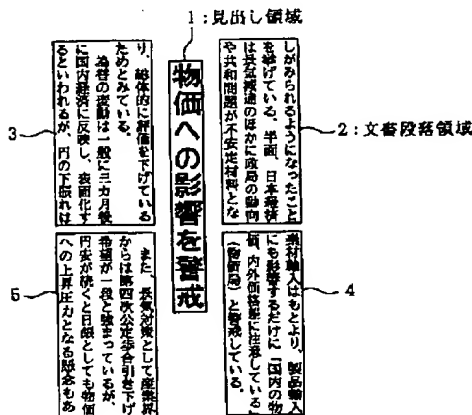 1:見出し領域
物価への影響を警戒
2:文書段落領域
しがみられるようになったこと
を挙げている。半面、日本経済
は景気減速のほかに政局の動向
や共和問題が不安定材料とな
3
り、総体的に評価を下げている
ためとみている。
為替の変動は一般に三カ月後
に国内経済に反映し、表面化す
るといわれるが、円の下振れは
4
素材輸入はもとより、製品輸入
にも影響するだけに「国内の物
価、内外価格差に注意している」
(物価局)と警戒している。
5
また、景気対策として産業界
からは第四次公定歩合引き下げ
希望が一段と強まっているが、
円安が続くと日銀としても物価
への上昇圧力となる懸念もあ